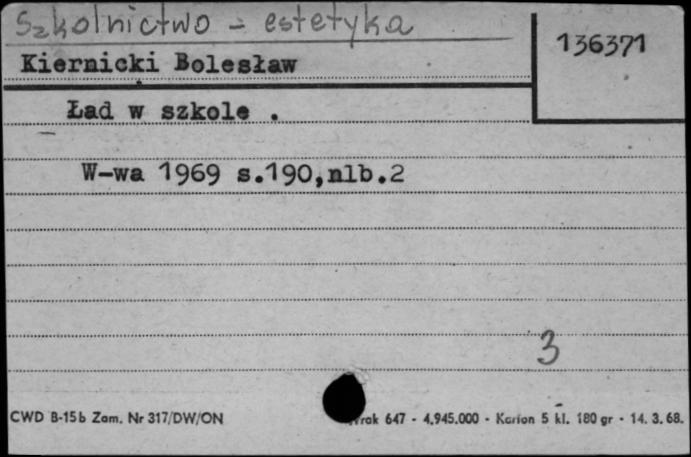 Szkolnictwo - estetyka
136371
Kiernicki Bolesław
Ład w szkole .
W-wa 1969 s.190,nlb.2
3
CWD B-15b Zam. Nr 317/DW/ON 647 - 4.945.000 - Karton 5 kl. 180 gr - 14. 3. 68.